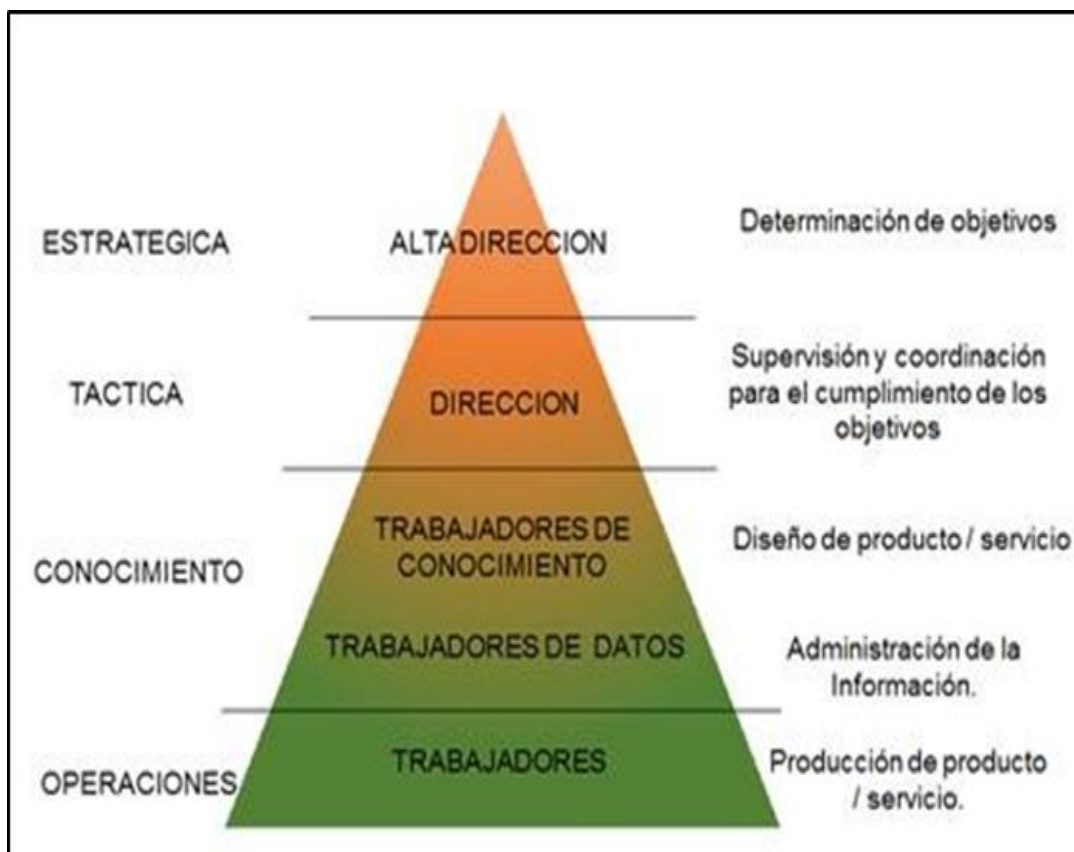 ESTRATEGICA
ALTA DIRECCION
Determinación de objetivos
TACTICA
DIRECCION
Supervisión y coordinación
para el cumplimiento de los
objetivos
CONOCIMIENTO
TRABAJADORES DE
CONOCIMIENTO
Diseño de producto / servicio
TRABAJADORES DE DATOS
Administración de la
Información.
OPERACIONES
TRABAJADORES
Producción de producto
/ servicio.